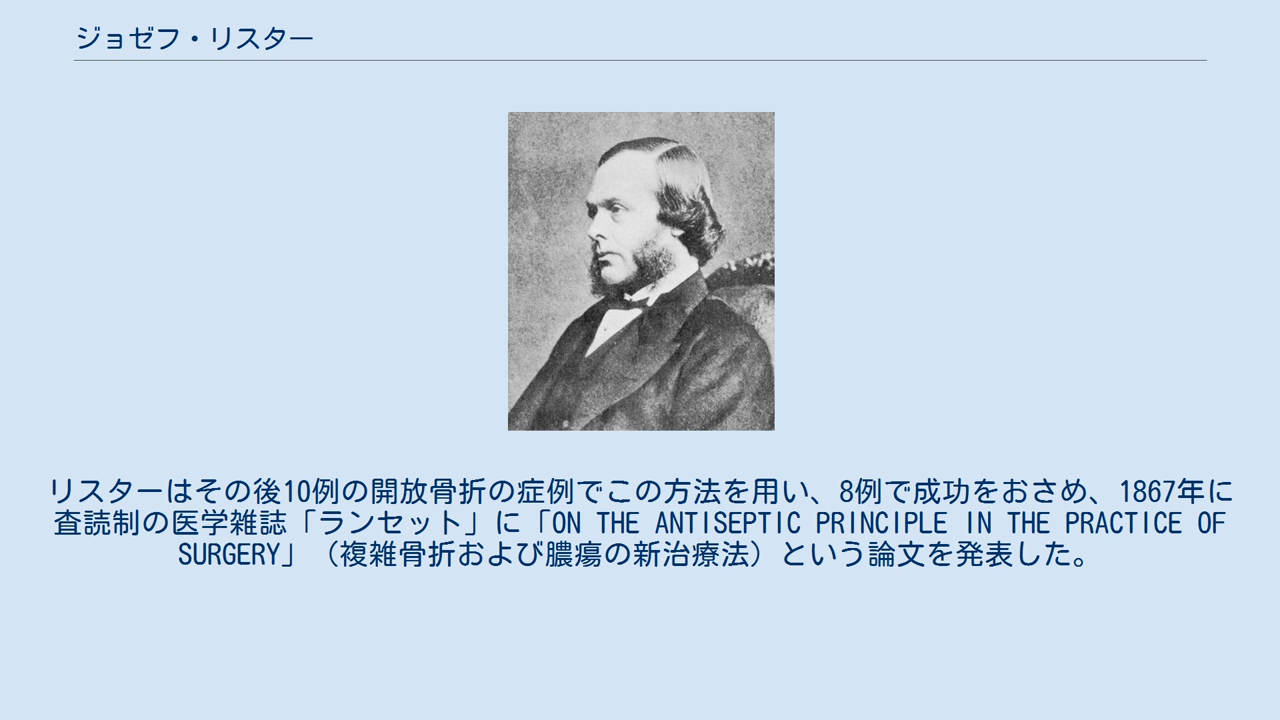 ジョゼフ・リスター
リスターはその後10例の開放骨折の症例でこの方法を用い、8例で成功をおさめ、1867年に
査読制の医学雑誌「ランセット」に「ON THE ANTISEPTIC PRINCIPLE IN THE PRACTICE OF
SURGERY」（複雑骨折および膿瘍の新治療法）という論文を発表した。